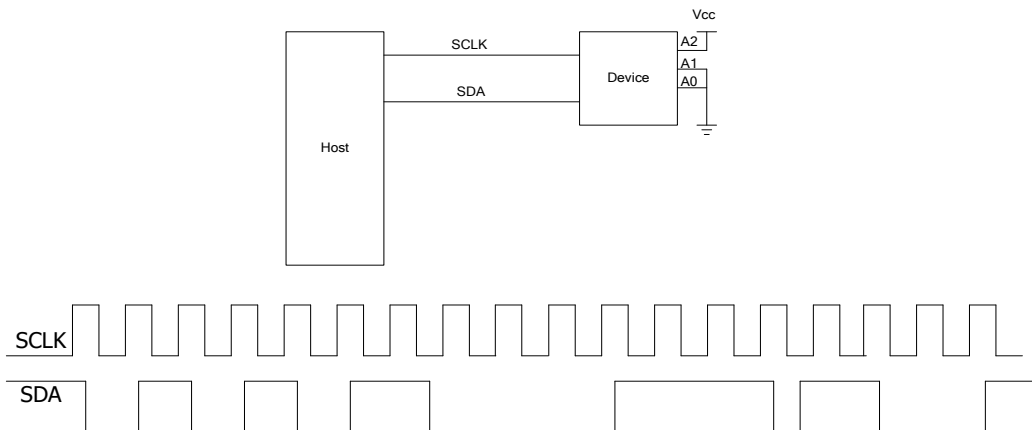 Vcc
SCLK
A2
A1
Device
A0
SDA
Host
SCLK
SDA